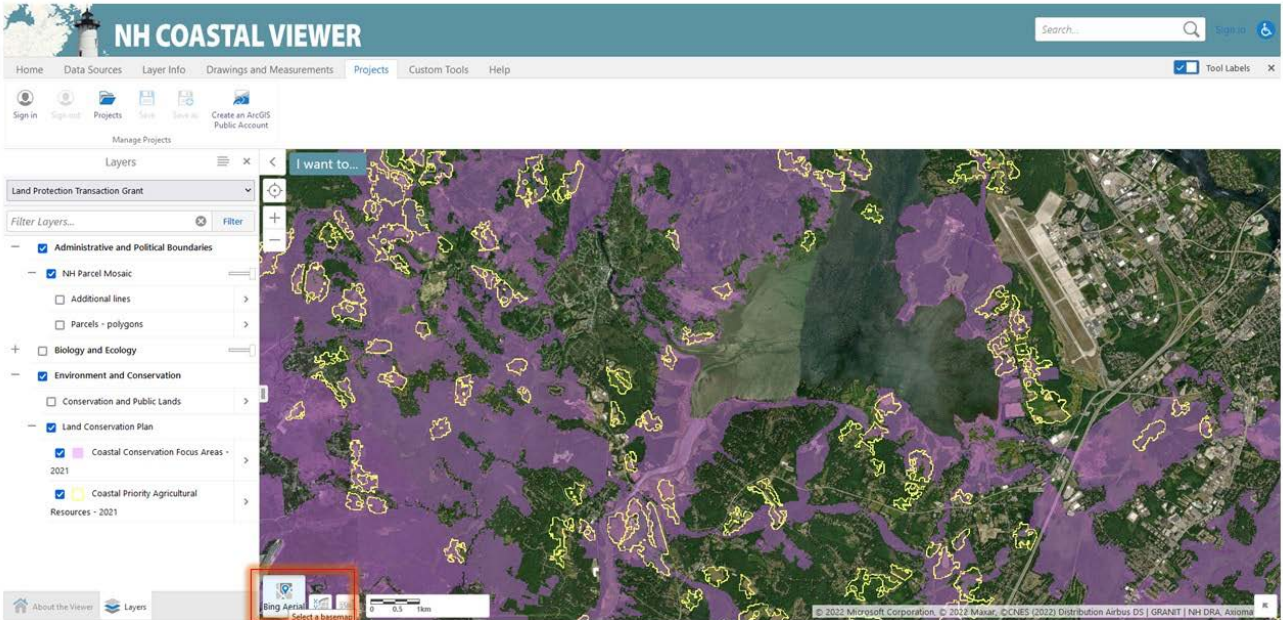 NH COASTAL VIEWER
Search...
Sign in
Home Data Sources Layer Info Drawings and Measurements Projects Custom Tools Help
Tool Labels
Sign in Sign out Projects Save Save as Create an ArcGIS
Public Account
Manage Projects
Layers
I want to...
Land Protection Transaction Grant
Filter Layers...
Filter
Administrative and Political Boundaries
NH Parcel Mosaic
Additional lines
Parcels - polygons
Biology and Ecology
Environment and Conservation
Conservation and Public Lands
Land Conservation Plan
Coastal Conservation Focus Areas -
2021
Coastal Priority Agricultural
Resources - 2021
About the Viewer
Layers
Bing Aerial
Select a basemap
0 0.5 1km
© 2022 Microsoft Corporation, © 2022 Maxar, ©CNES (2022) Distribution Airbus DS | GRANIT | NH DRA, Axioma